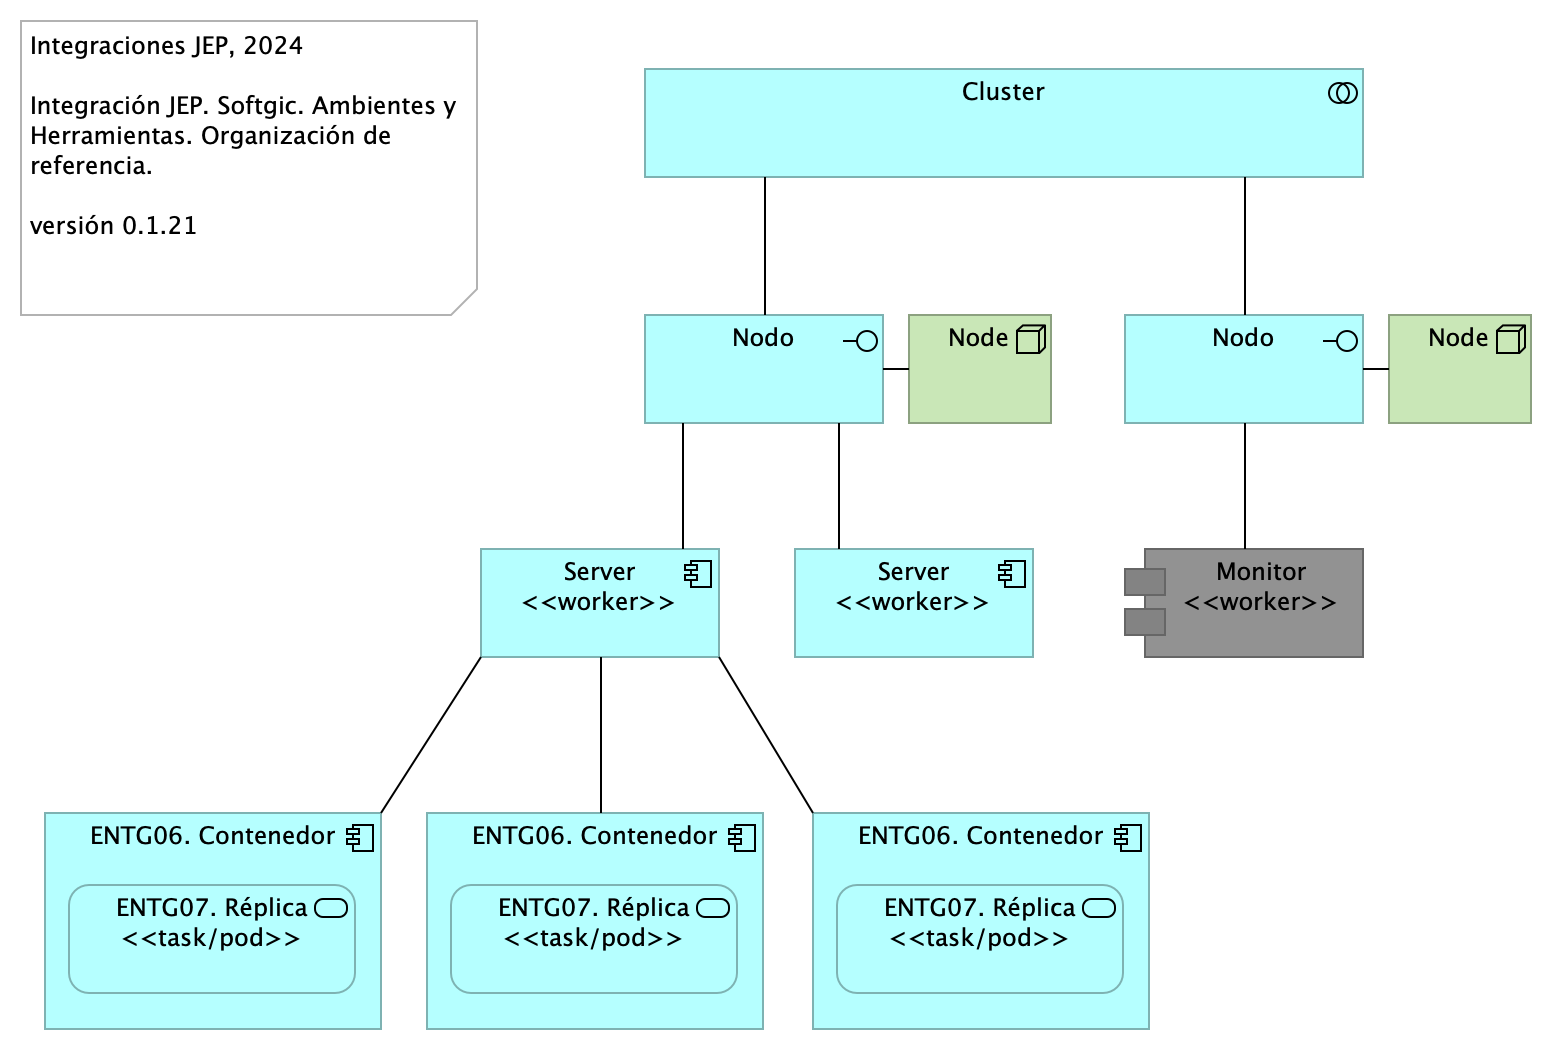 Integraciones JEP, 2024
Integración JEP. Softgic. Ambientes y
Herramientas. Organización de
referencia.
versión 0.1.21
Cluster
Nodo
Node
Nodo
Node
Server
<<worker>>
Server
<<worker>>
Monitor
<<worker>>
ENTG06. Contenedor
ENTG07. Réplica
<<task/pod>>
ENTG06. Contenedor
ENTG07. Réplica
<<task/pod>>
ENTG06. Contenedor
ENTG07. Réplica
<<task/pod>>